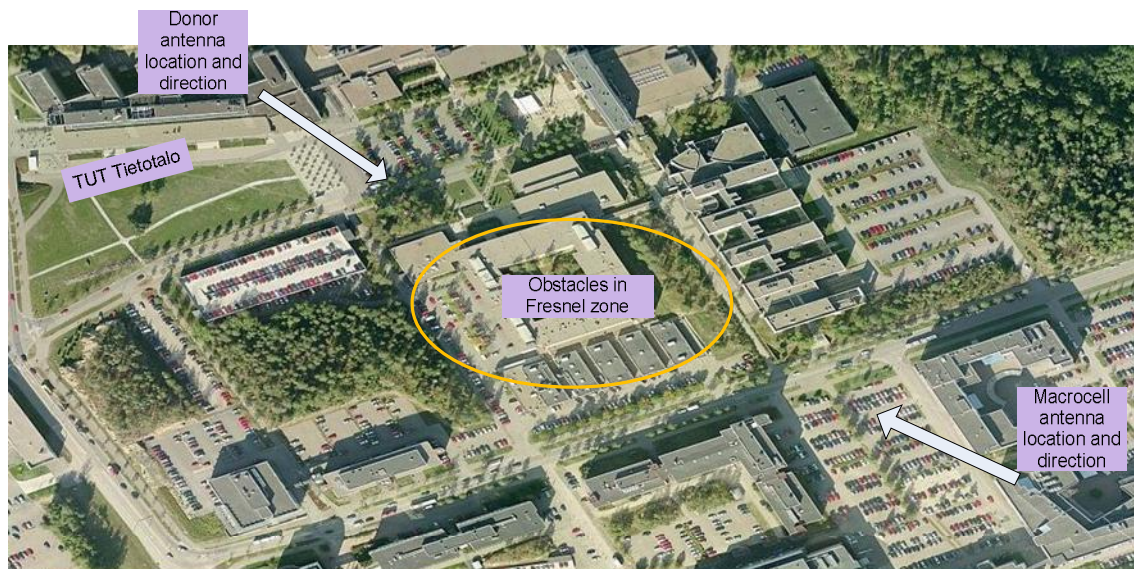 Donor
antenna
location and
direction
TUT Tietotalo
Obstacles in
Fresnel zone
Macrocell
antenna
location and
direction